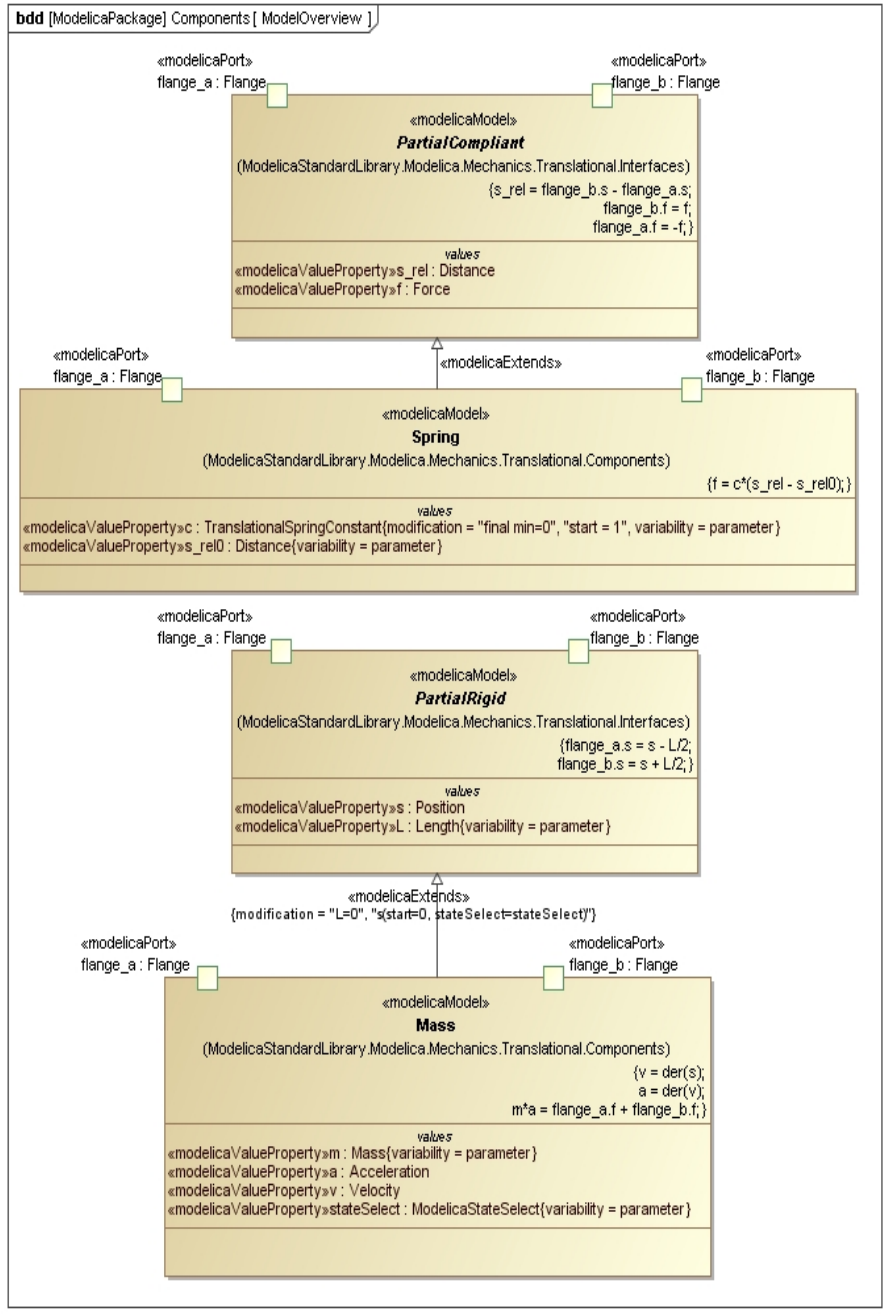 bdd [ModelicaPackage] Components [ ModelOverview ]
«modelicaPort»
flange_a : Flange
«modelicaPort»
flange_b : Flange
«modelicaModel»
PartialCompliant
(ModelicaStandardLibrary.Modelica.Mechanics.Translational.Interfaces)
{s_rel = flange_b.s - flange_a.s;
flange_b.f = f;
flange_a.f = -f;}
values
«modelicaValueProperty»s_rel : Distance
«modelicaValueProperty»f : Force
«modelicaExtends»
«modelicaPort»
flange_a : Flange
«modelicaPort»
flange_b : Flange
«modelicaModel»
Spring
(ModelicaStandardLibrary.Modelica.Mechanics.Translational.Components)
{f = c*(s_rel - s_rel0);}
values
«modelicaValueProperty»c : TranslationalSpringConstant{modification = "final min=0", "start = 1", variability = parameter}
«modelicaValueProperty»s_rel0 : Distance{variability = parameter}
«modelicaPort»
flange_a : Flange
«modelicaPort»
flange_b : Flange
«modelicaModel»
PartialRigid
(ModelicaStandardLibrary.Modelica.Mechanics.Translational.Interfaces)
{flange_a.s = s - L/2;
flange_b.s = s + L/2;}
values
«modelicaValueProperty»s : Position
«modelicaValueProperty»L : Length{variability = parameter}
«modelicaExtends»
{modification = "L=0", "s(start=0, stateSelect=stateSelect)"}
«modelicaPort»
flange_a : Flange
«modelicaPort»
flange_b : Flange
«modelicaModel»
Mass
(ModelicaStandardLibrary.Modelica.Mechanics.Translational.Components)
{v = der(s);
a = der(v);
m*a = flange_a.f + flange_b.f;}
values
«modelicaValueProperty»m : Mass{variability = parameter}
«modelicaValueProperty»a : Acceleration
«modelicaValueProperty»v : Velocity
«modelicaValueProperty»stateSelect : ModelicaStateSelect{variability = parameter}